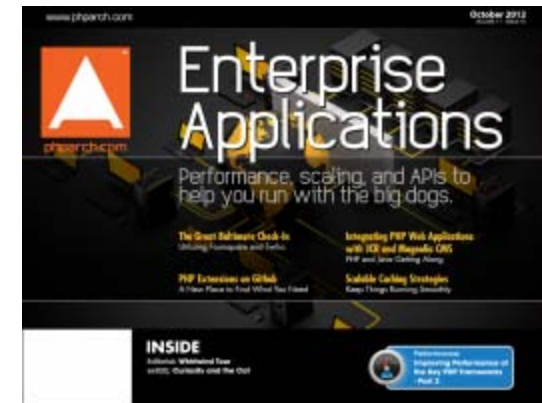 www.phparch.com
October 2012
phparch.com
Enterprise
Applications
Performance, scaling, and APIs to
help you run with the big dogs.
The Great Baltimore Check-In
Utilizing Foursquare and Twilio
PHP Extensions on GitHub
A New Place to Find What You Need
Integrating PHP Web Applications
with JCR and Magnolia CMS
PHP and Java Getting Along
Scalable Caching Strategies
Keep Things Running Smoothly
INSIDE
Editorial: Whirlwind Tour
exit(0); Curiosity and the Cat
Performance:
Improving Performance of
the Key PHP Frameworks
- Part 2